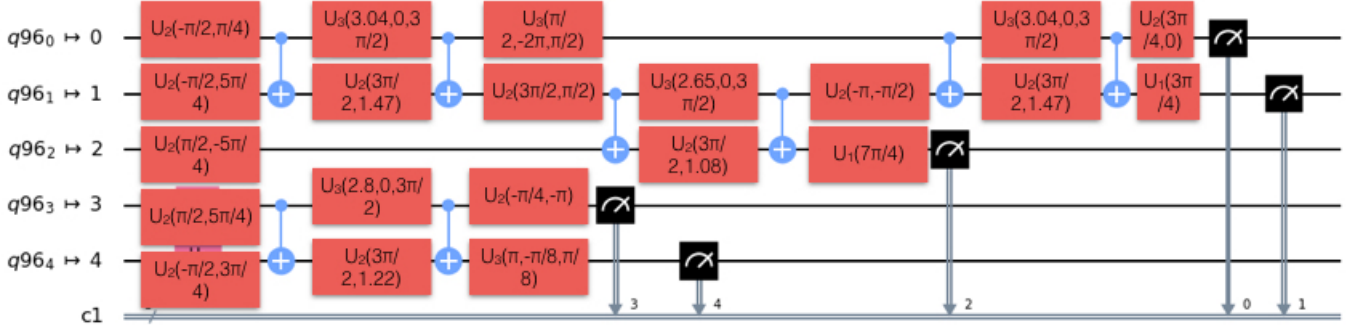 q96₀ ↦ 0
U₂(-π/2,π/4)
U₃(3.04,0,3
π/2)
U₃(π/
2,-2π,π/2)
U₃(3.04,0,3
π/2)
U₂(3π
/4,0)
q96₁ ↦ 1
U₂(-π/2,5π/
4)
U₂(3π/
2,1.47)
U₂(3π/2,π/2)
U₃(2.65,0,3
π/2)
U₂(-π,-π/2)
U₂(3π/
2,1.47)
U₁(3π
/4)
q96₂ ↦ 2
U₂(π/2,-5π/
4)
U₂(3π/
2,1.08)
U₁(7π/4)
q96₃ ↦ 3
U₂(π/2,5π/4)
U₃(2.8,0,3π/
2)
U₂(-π/4,-π)
q96₄ ↦ 4
U₂(-π/2,3π/
4)
U₂(3π/
2,1.22)
U₃(π,-π/8,π/
8)
c1
3
4
2
0
1